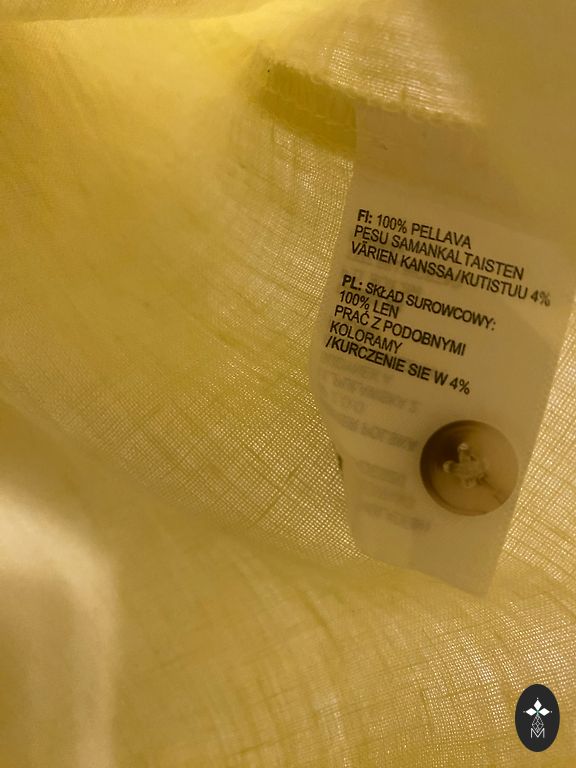 FI: 100% PELLAVA
PESU SAMANKALTAISTEN
VÄRIEN KANSSA/KUTISTUU 4%
PL: SKŁAD SUROWCOWY:
100% LEN
PRAĆ Z PODOBNYMI
KOLORAMY
/KURCZENIE SIE W 4%
M